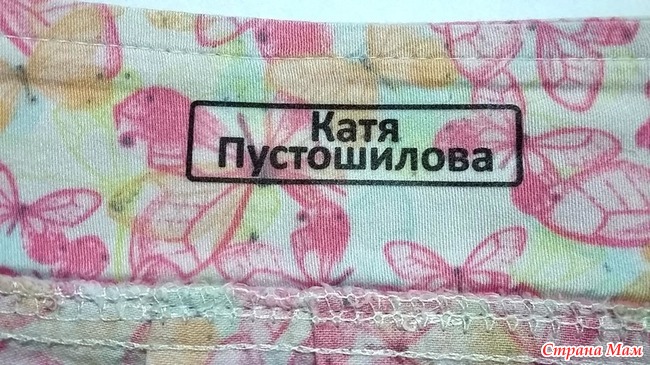 Катя
Пустошилова
Страна Мам